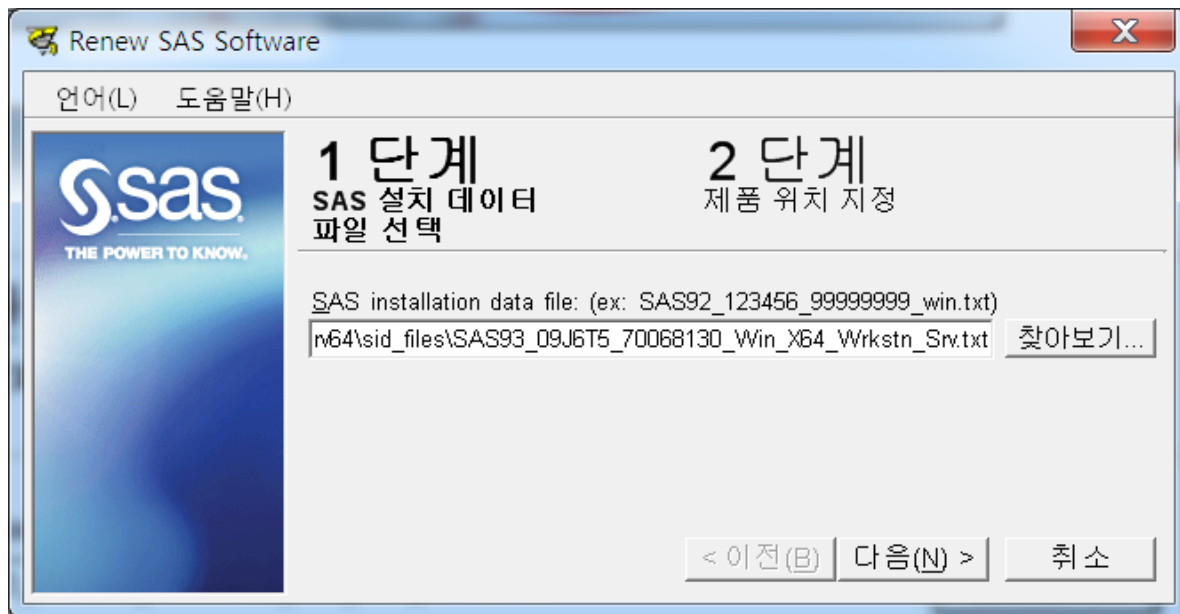 Renew SAS Software
X
언어(L) 도움말(H)
sas
THE POWER TO KNOW.
1 단계
SAS 설치 데이터
파일 선택
2 단계
제품 위치 지정
SAS installation data file: (ex: SAS92_123456_99999999_win.txt)
rv64\sid_files\SAS93_09J6T5_70068130_Win_X64_Wrkstn_Srv.txt 찾아보기...
< 이전(B) 다음(N) > 취소